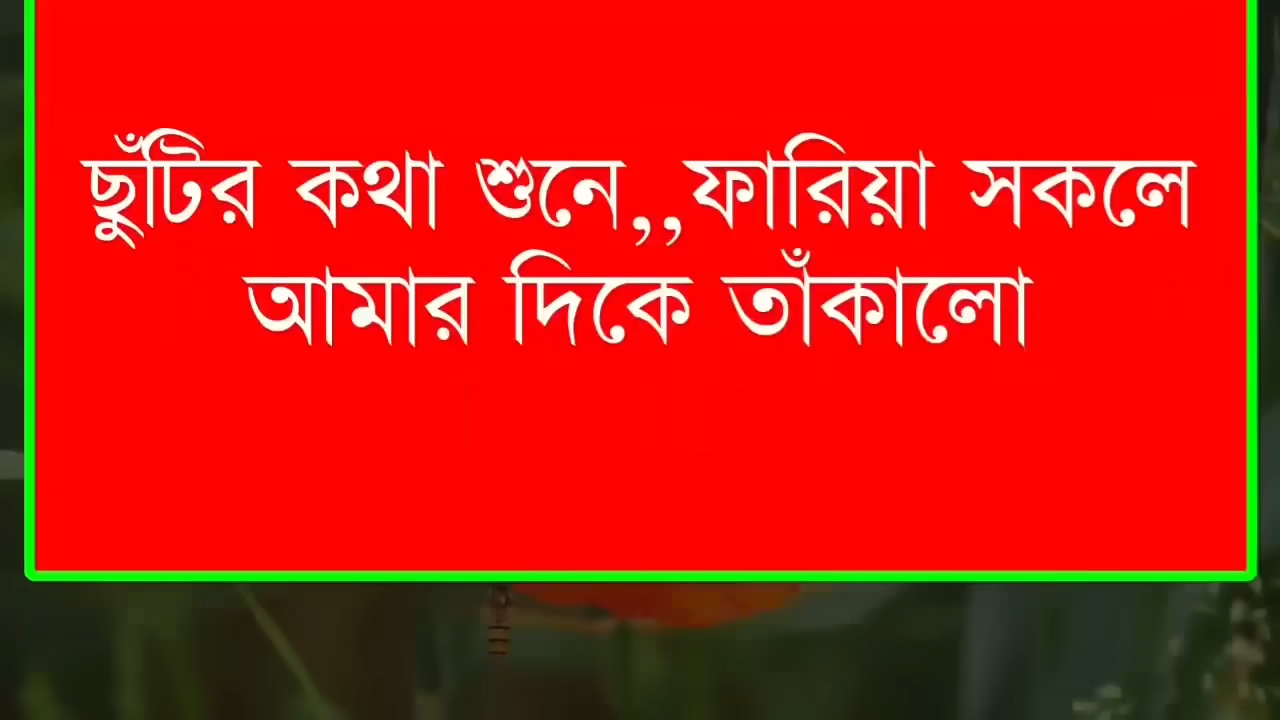 ছুঁটির কথা শুনে,,ফারিয়া সকলে
আমার দিকে তাঁকালো